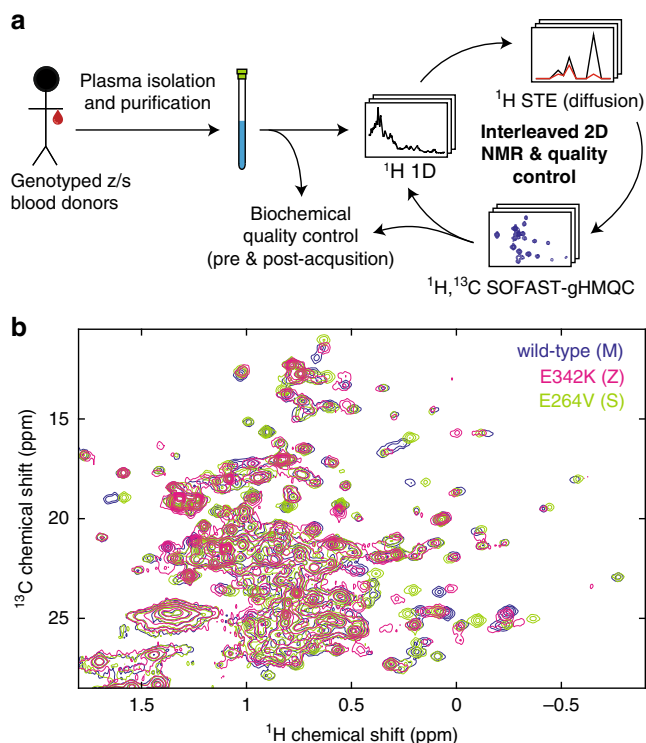 a
Plasma isolation
and purification
Genotyped z/s
blood donors
Biochemical
quality control
(pre & post-acqusition)
¹H 1D
¹H STE (diffusion)
Interleaved 2D
NMR & quality
control
¹H,¹³C SOFAST-gHMQC
b
wild-type (M)
E342K (Z)
E264V (S)
15
20
25
¹³C chemical shift (ppm)
1.5 1 0.5 0 −0.5
¹H chemical shift (ppm)